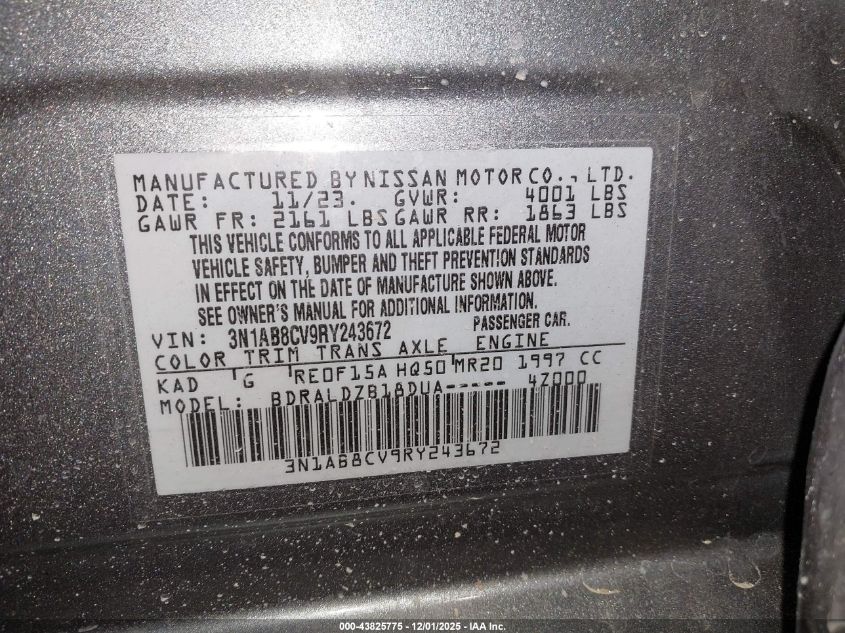 MANUFACTURED BY NISSAN MOTOR CO., LTD.
DATE: 11/23. GVWR: 4001 LBS
GAWR FR: 2161 LBS GAWR RR: 1863 LBS
THIS VEHICLE CONFORMS TO ALL APPLICABLE FEDERAL MOTOR
VEHICLE SAFETY, BUMPER AND THEFT PREVENTION STANDARDS
IN EFFECT ON THE DATE OF MANUFACTURE SHOWN ABOVE.
SEE OWNER'S MANUAL FOR ADDITIONAL INFORMATION.
VIN: 3N1AB8CV9RY243672 PASSENGER CAR.
COLOR TRIM TRANS AXLE ENGINE
KAD G RE0F15A HQ50 MR20 1997 CC
MODEL: BDRALDZB18DUA----- 4Z000
3N1AB8CV9RY243672
000-43825775 — 12/01/2025 — IAA Inc.